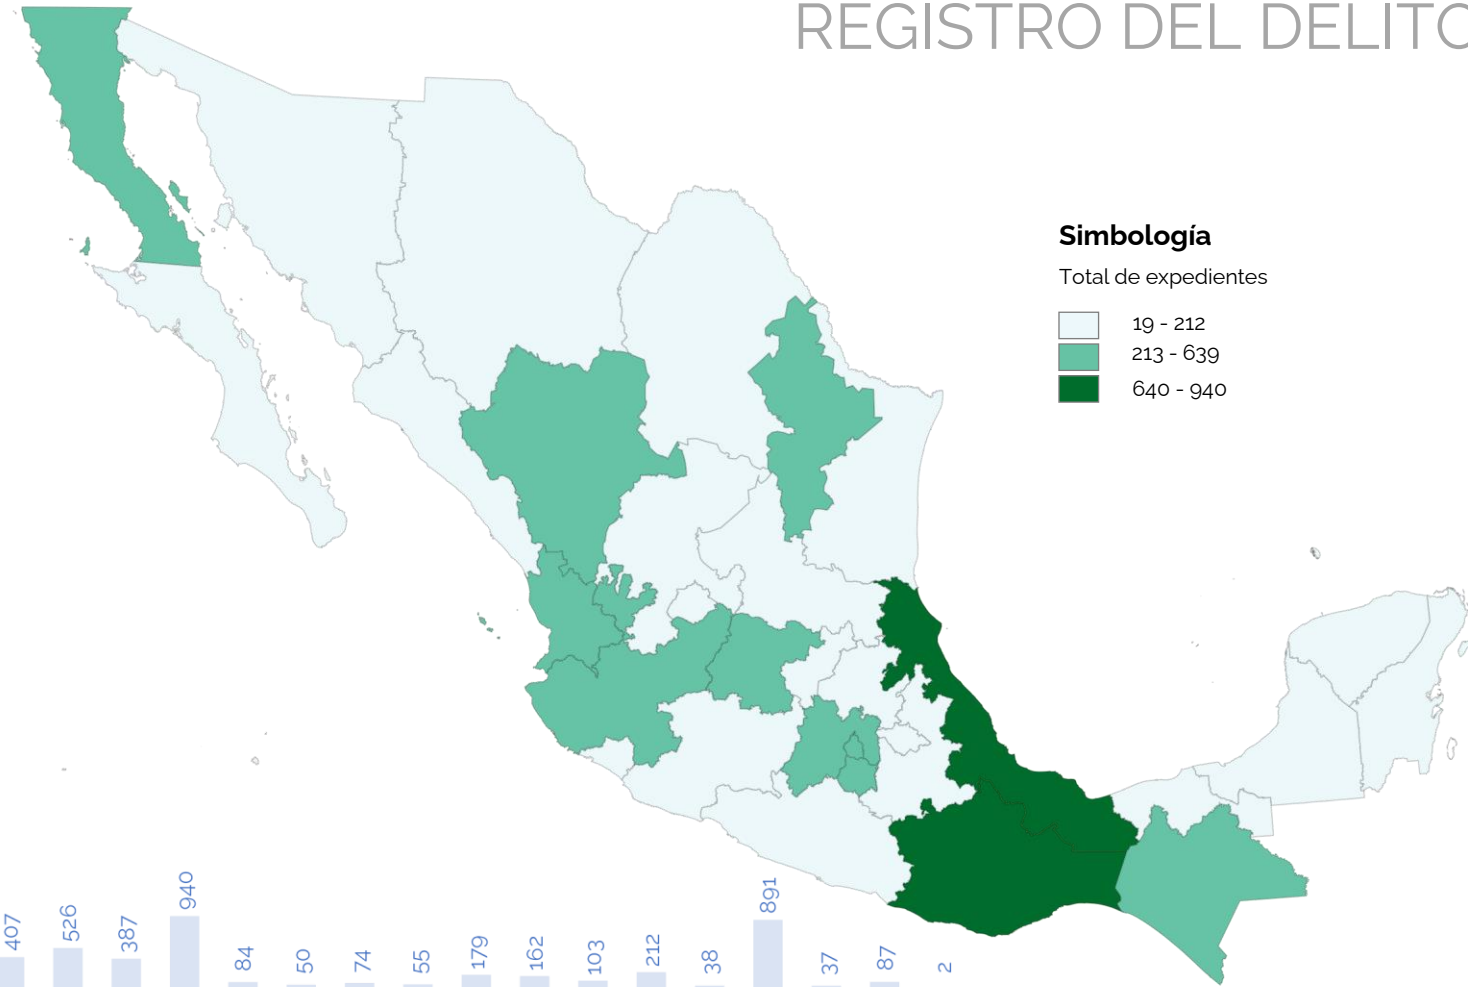 REGISTRO DEL DELITO
Simbología
Total de expedientes
19 - 212
213 - 639
640 - 940
407
526
387
940
84
50
74
55
179
162
103
212
38
891
37
87
2